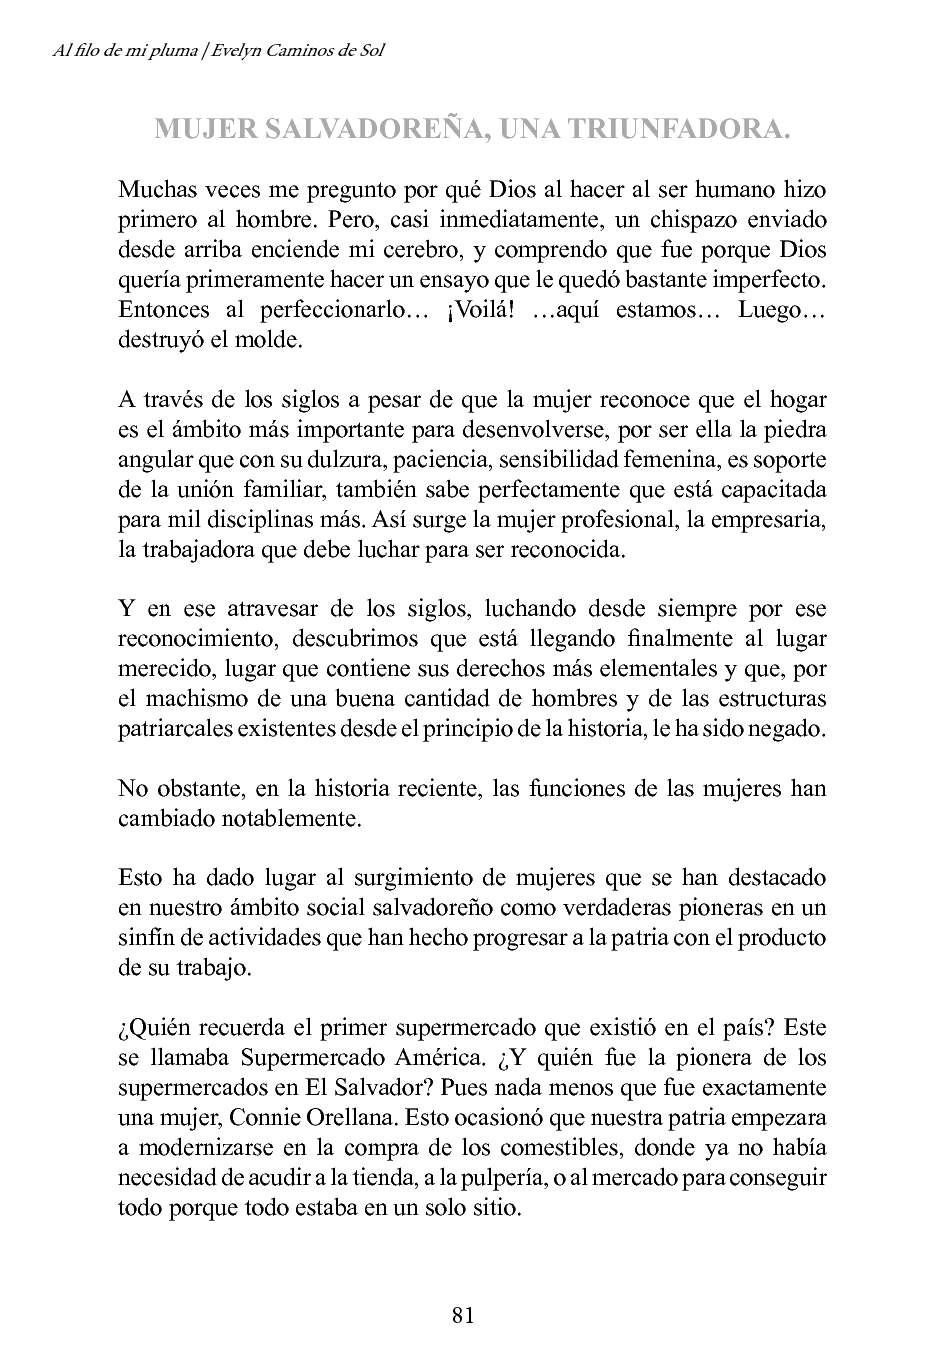 Al filo de mi pluma | Evelyn Caminos de Sol
MUJER SALVADOREÑA, UNA TRIUNFADORA.
Muchas veces me pregunto por qué Dios al hacer al ser humano hizo
primero al hombre. Pero, casi inmediatamente, un chispazo enviado
desde arriba enciende mi cerebro, y comprendo que fue porque Dios
quería primeramente hacer un ensayo que le quedó bastante imperfecto.
Entonces al perfeccionarlo… ¡Voilá! …aquí estamos… Luego…
destruyó el molde.
A través de los siglos a pesar de que la mujer reconoce que el hogar
es el ámbito más importante para desenvolverse, por ser ella la piedra
angular que con su dulzura, paciencia, sensibilidad femenina, es soporte
de la unión familiar, también sabe perfectamente que está capacitada
para mil disciplinas más. Así surge la mujer profesional, la empresaria,
la trabajadora que debe luchar para ser reconocida.
Y en ese atravesar de los siglos, luchando desde siempre por ese
reconocimiento, descubrimos que está llegando finalmente al lugar
merecido, lugar que contiene sus derechos más elementales y que, por
el machismo de una buena cantidad de hombres y de las estructuras
patriarcales existentes desde el principio de la historia, le ha sido negado.
No obstante, en la historia reciente, las funciones de las mujeres han
cambiado notablemente.
Esto ha dado lugar al surgimiento de mujeres que se han destacado
en nuestro ámbito social salvadoreño como verdaderas pioneras en un
sinfín de actividades que han hecho progresar a la patria con el producto
de su trabajo.
¿Quién recuerda el primer supermercado que existió en el país? Este
se llamaba Supermercado América. ¿Y quién fue la pionera de los
supermercados en El Salvador? Pues nada menos que fue exactamente
una mujer, Connie Orellana. Esto ocasionó que nuestra patria empezara
a modernizarse en la compra de los comestibles, donde ya no había
necesidad de acudir a la tienda, a la pulpería, o al mercado para conseguir
todo porque todo estaba en un solo sitio.
81